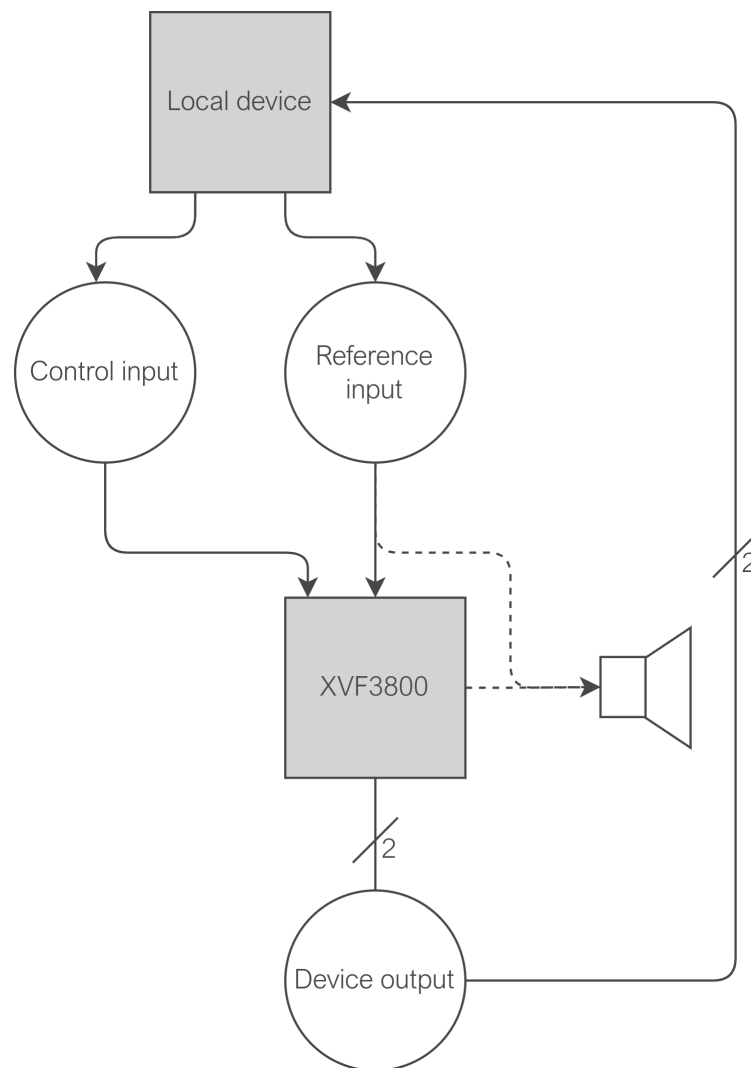 Local device
Control input
Reference
input
2
XVF3800
2
Device output